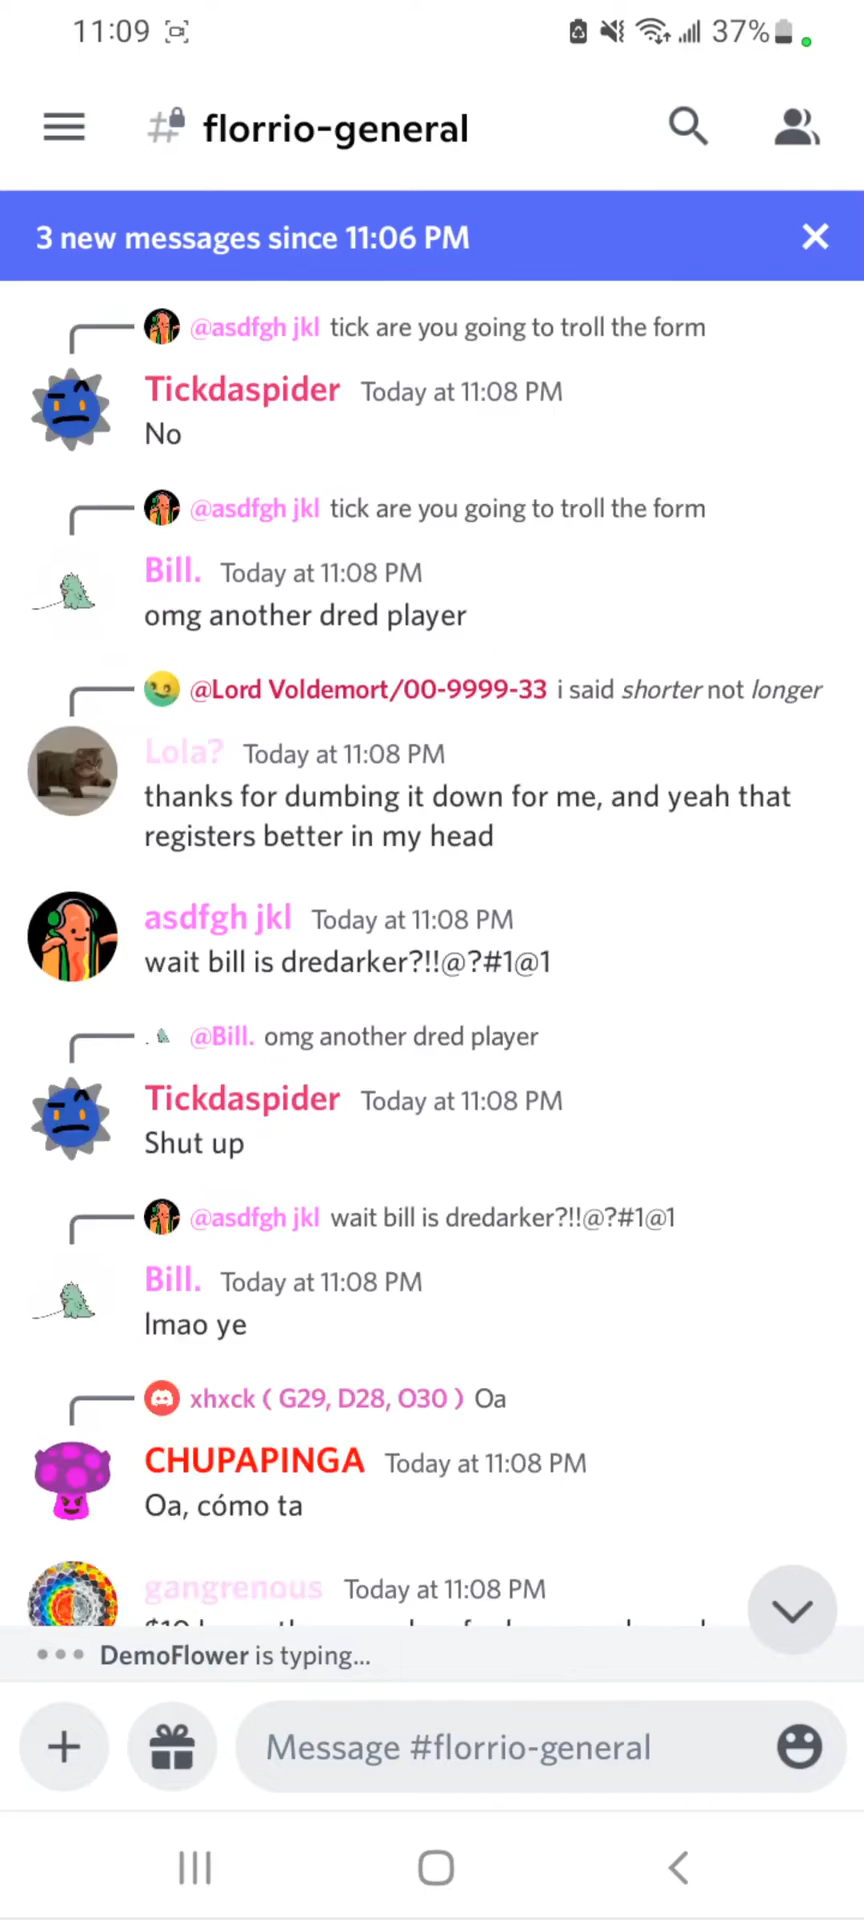 11:09 37%
florrio-general
3 new messages since 11:06 PM
@asdfgh jkl tick are you going to troll the form
Tickdaspider Today at 11:08 PM
No
@asdfgh jkl tick are you going to troll the form
Bill. Today at 11:08 PM
omg another dred player
@Lord Voldemort/00-9999-33 i said shorter not longer
Lola? Today at 11:08 PM
thanks for dumbing it down for me, and yeah that
registers better in my head
asdfgh jkl Today at 11:08 PM
wait bill is dredarker?!!@?#1@1
@Bill. omg another dred player
Tickdaspider Today at 11:08 PM
Shut up
@asdfgh jkl wait bill is dredarker?!!@?#1@1
Bill. Today at 11:08 PM
lmao ye
xhxck ( G29, D28, O30 ) Oa
CHUPAPINGA Today at 11:08 PM
Oa, cómo ta
gangrenous Today at 11:08 PM
DemoFlower is typing...
Message #florrio-general